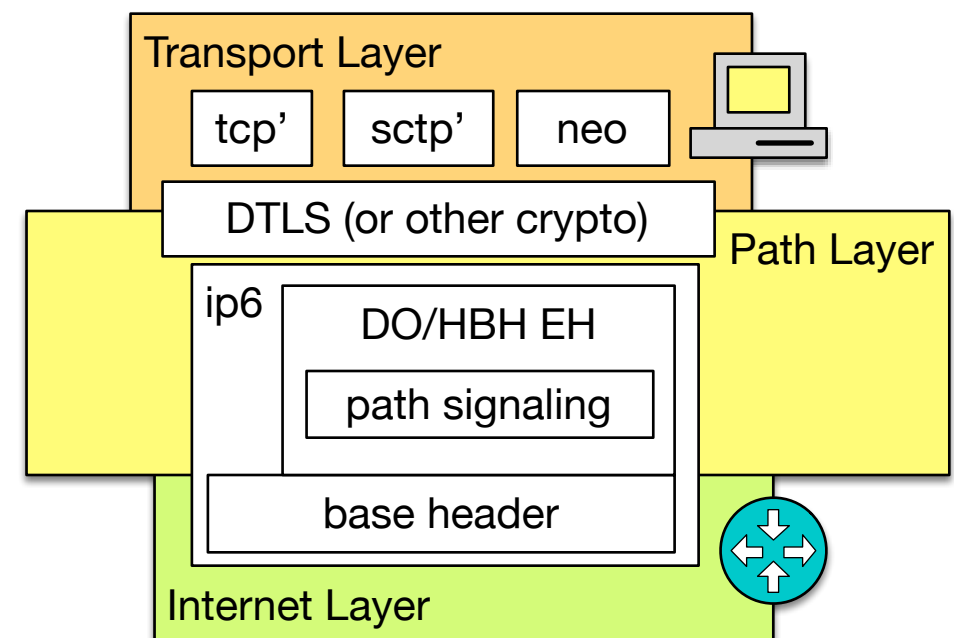 Transport Layer
tcp’
sctp’
neo
DTLS (or other crypto)
Path Layer
ip6
DO/HBH EH
path signaling
base header
Internet Layer